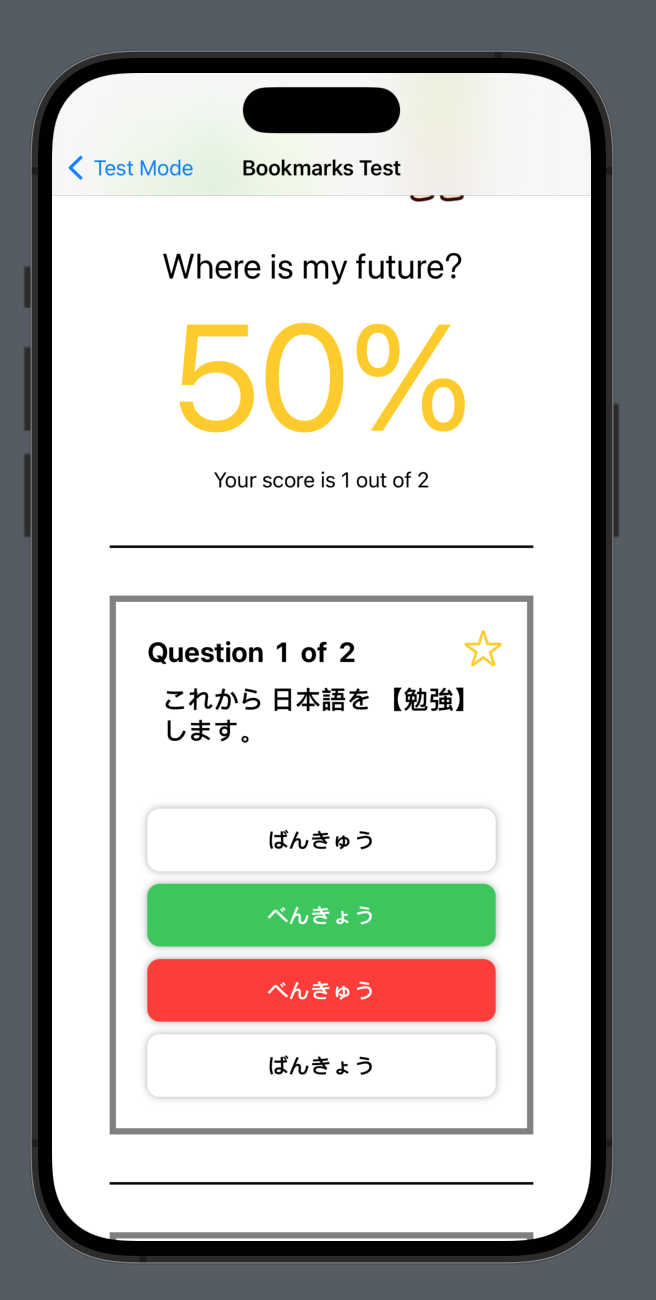 Test Mode
Bookmarks Test
Where is my future?
50%
Your score is 1 out of 2
Question 1 of 2
これから 日本語を 【勉強】
します。
ばんきゅう
べんきょう
べんきゅう
ばんきょう